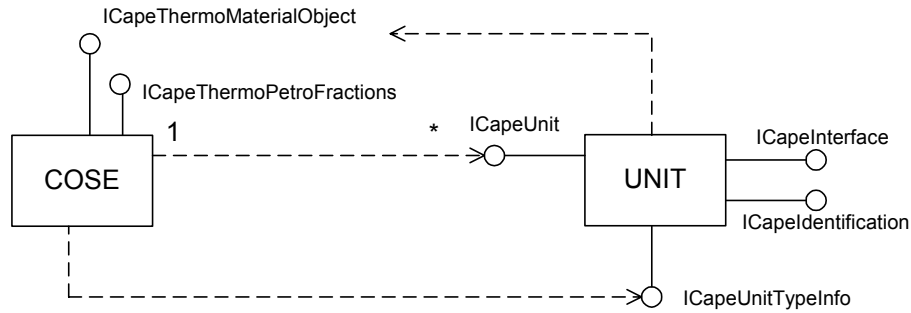 ICapeThermoMaterialObject
ICapeThermoPetroFractions
1
*
ICapeUnit
ICapeInterface
COSE
UNIT
ICapeIdentification
ICapeUnitTypeInfo